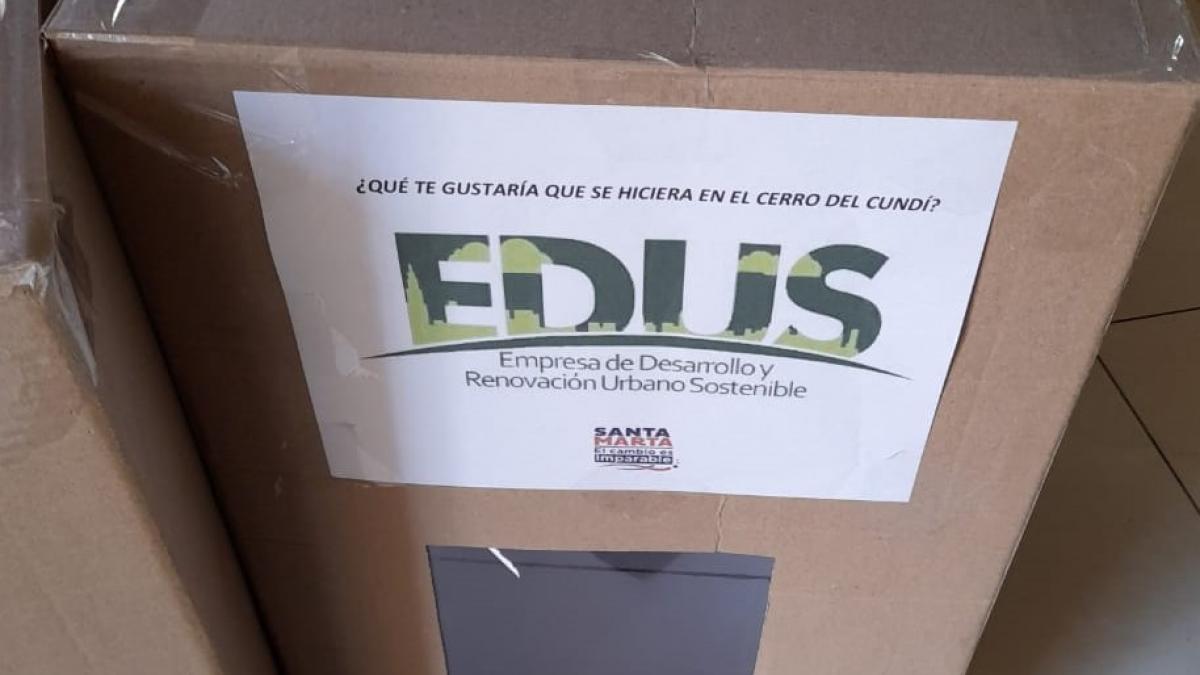 ¿QUÉ TE GUSTARÍA QUE SE HICIERA EN EL CERRO DEL CUNDÍ?
EDUS
Empresa de Desarrollo y
Renovación Urbano Sostenible
SANTA
MARTA
El cambio es
imparable